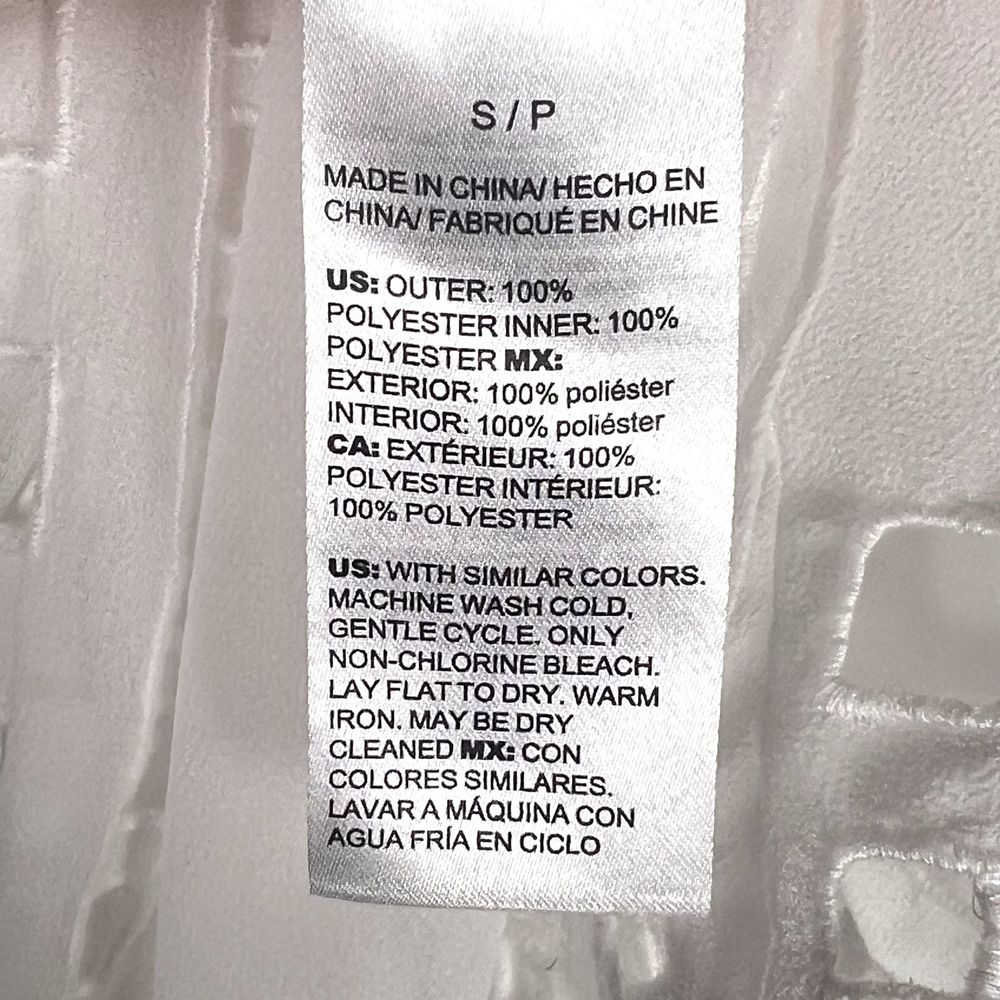 S / P
MADE IN CHINA/ HECHO EN
CHINA/ FABRIQUÉ EN CHINE
US: OUTER: 100%
POLYESTER INNER: 100%
POLYESTER MX:
EXTERIOR: 100% poliéster
INTERIOR: 100% poliéster
CA: EXTÉRIEUR: 100%
POLYESTER INTÉRIEUR:
100% POLYESTER
US: WITH SIMILAR COLORS.
MACHINE WASH COLD,
GENTLE CYCLE. ONLY
NON-CHLORINE BLEACH.
LAY FLAT TO DRY. WARM
IRON. MAY BE DRY
CLEANED MX: CON
COLORES SIMILARES.
LAVAR A MÁQUINA CON
AGUA FRÍA EN CICLO